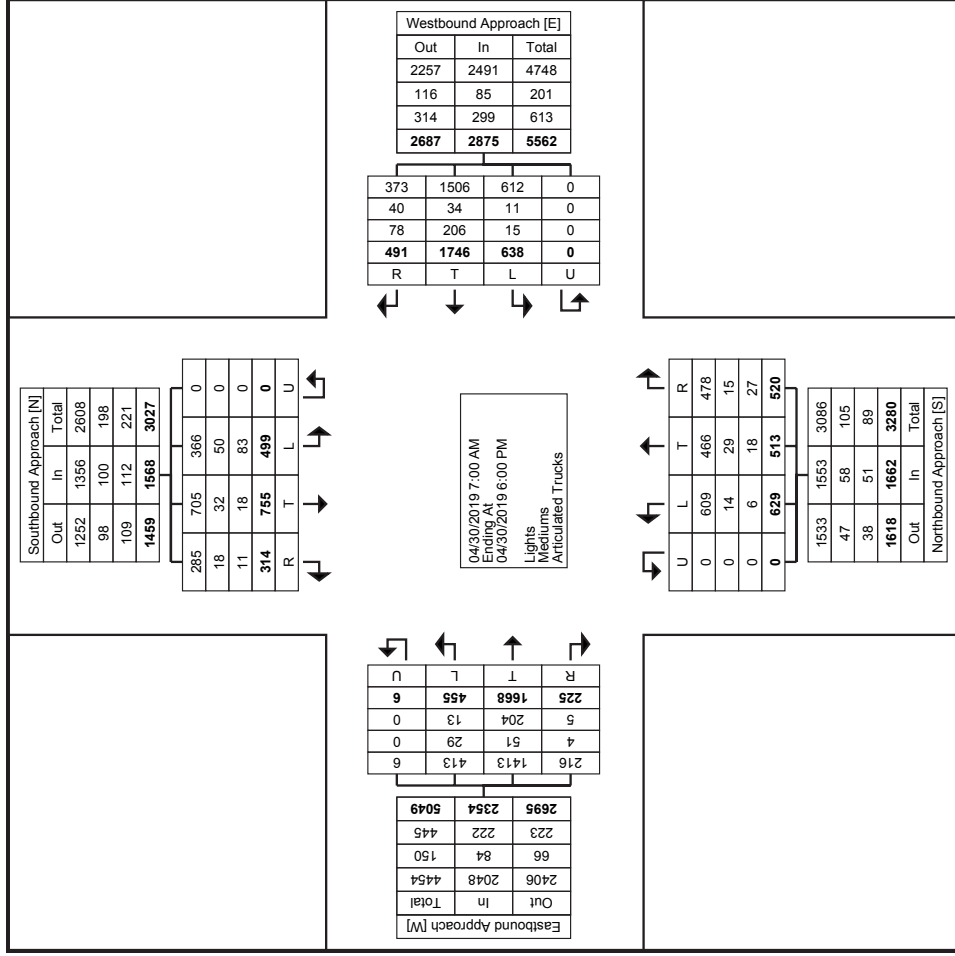 Westbound Approach [E]
Out In Total
2257 2491 4748
116 85 201
314 299 613
2687 2875 5562
373 1506 612 0
40 34 11 0
78 206 15 0
491 1746 638 0
R T L U
Southbound Approach [N]
Out In Total
1252 1356 2608
98 100 198
109 112 221
1459 1568 3027
285 705 366 0
18 32 50 0
11 18 83 0
314 755 499 0
R T L U
04/30/2019 7:00 AM
Ending At
04/30/2019 6:00 PM
Lights
Mediums
Articulated Trucks
U L T R
0 609 466 478
0 14 29 15
0 6 18 27
0 629 513 520
1533 1553 3086
47 58 105
38 51 89
1618 1662 3280
Out In Total
Northbound Approach [S]
R T L U
225 1668 455 6
5 204 13 0
4 51 29 0
216 1413 413 6
2695 2354 5049
223 222 445
66 84 150
2406 2048 4454
Out In Total
Eastbound Approach [W]